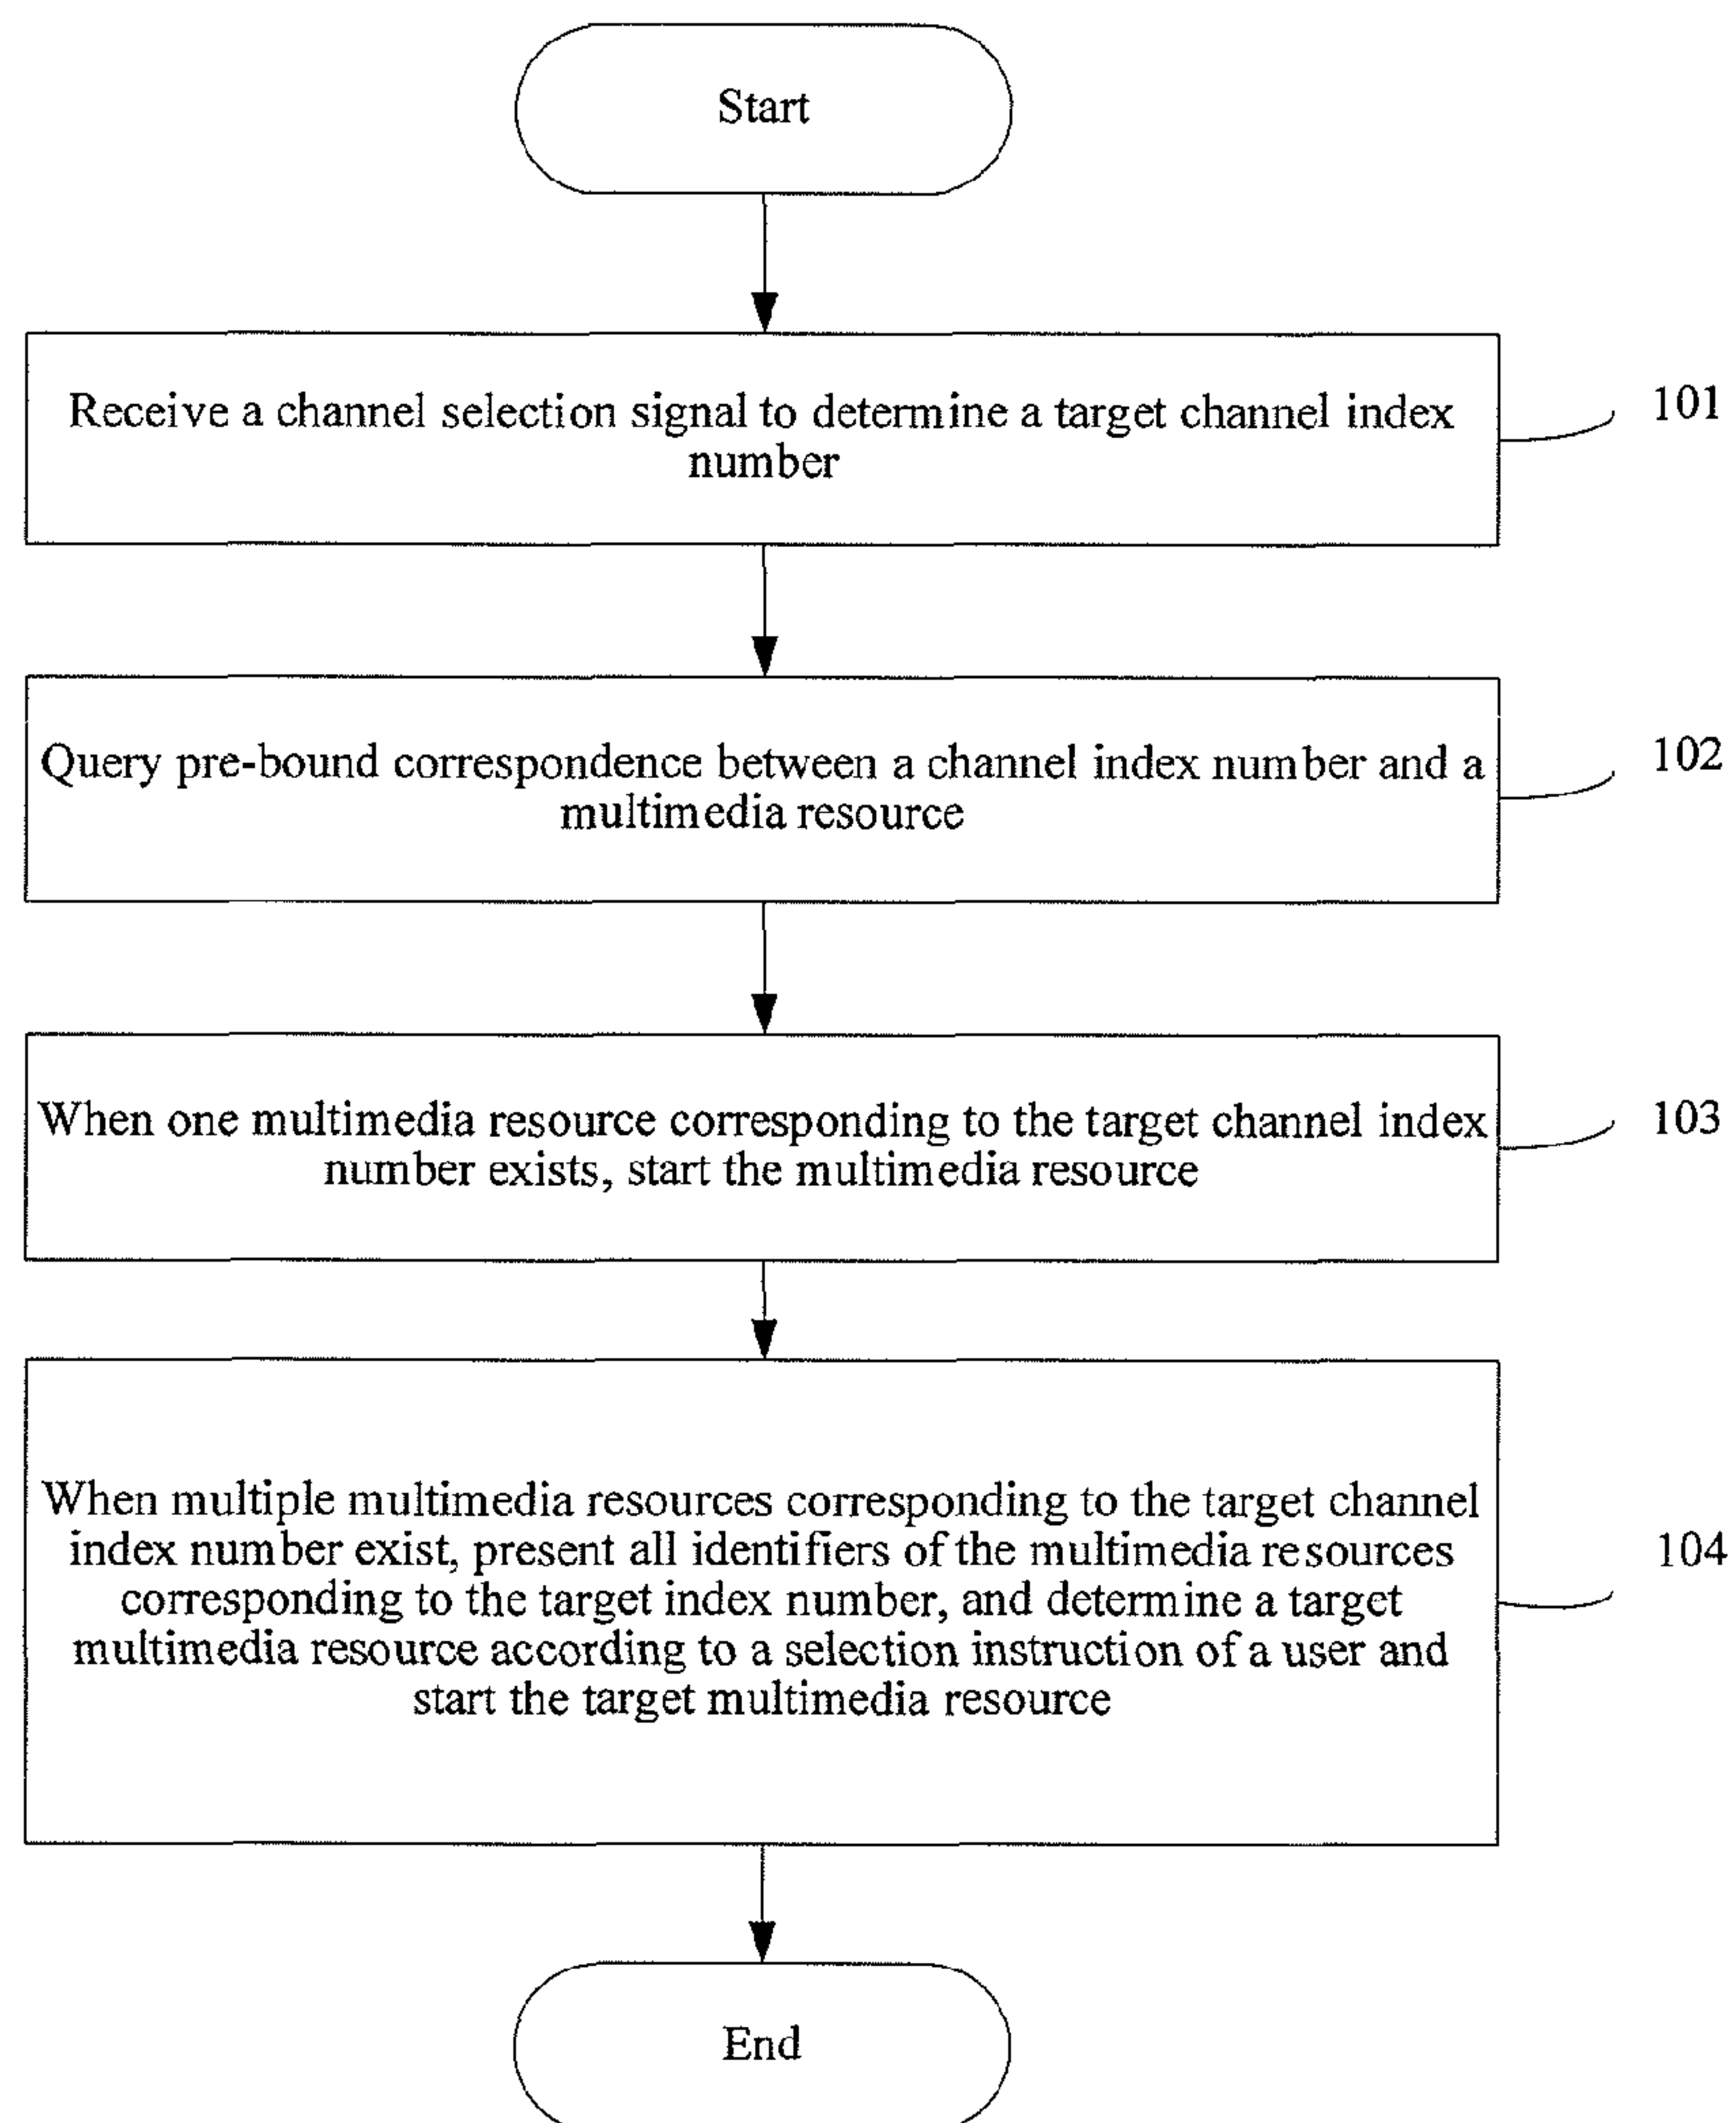 Start
Receive a channel selection signal to determine a target channel index
number
101
Query pre-bound correspondence between a channel index number and a
multimedia resource
102
When one multimedia resource corresponding to the target channel index
number exists, start the multimedia resource
103
When multiple multimedia resources corresponding to the target channel
index number exist, present all identifiers of the multimedia resources
corresponding to the target index number, and determine a target
multimedia resource according to a selection instruction of a user and
start the target multimedia resource
104
End